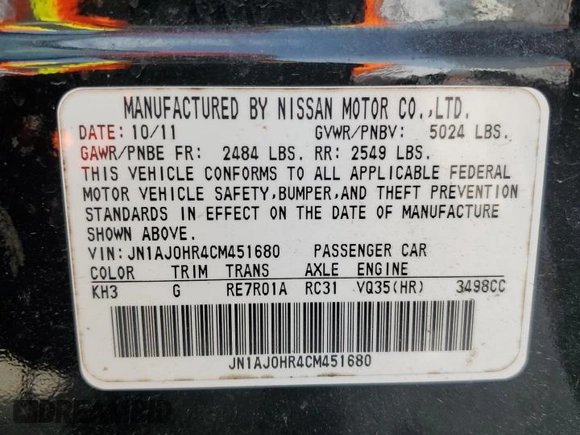 MANUFACTURED BY NISSAN MOTOR CO.,LTD.
DATE: 10/11 GVWR/PNBV: 5024 LBS.
GAWR/PNBE FR: 2484 LBS. RR: 2549 LBS.
THIS VEHICLE CONFORMS TO ALL APPLICABLE FEDERAL
MOTOR VEHICLE SAFETY,BUMPER,AND THEFT PREVENTION
STANDARDS IN EFFECT ON THE DATE OF MANUFACTURE
SHOWN ABOVE.
VIN: JN1AJ0HR4CM451680 PASSENGER CAR
COLOR TRIM TRANS AXLE ENGINE
KH3 G RE7R01A RC31 VQ35(HR) 3498CC
JN1AJ0HR4CM451680
DREAMBID